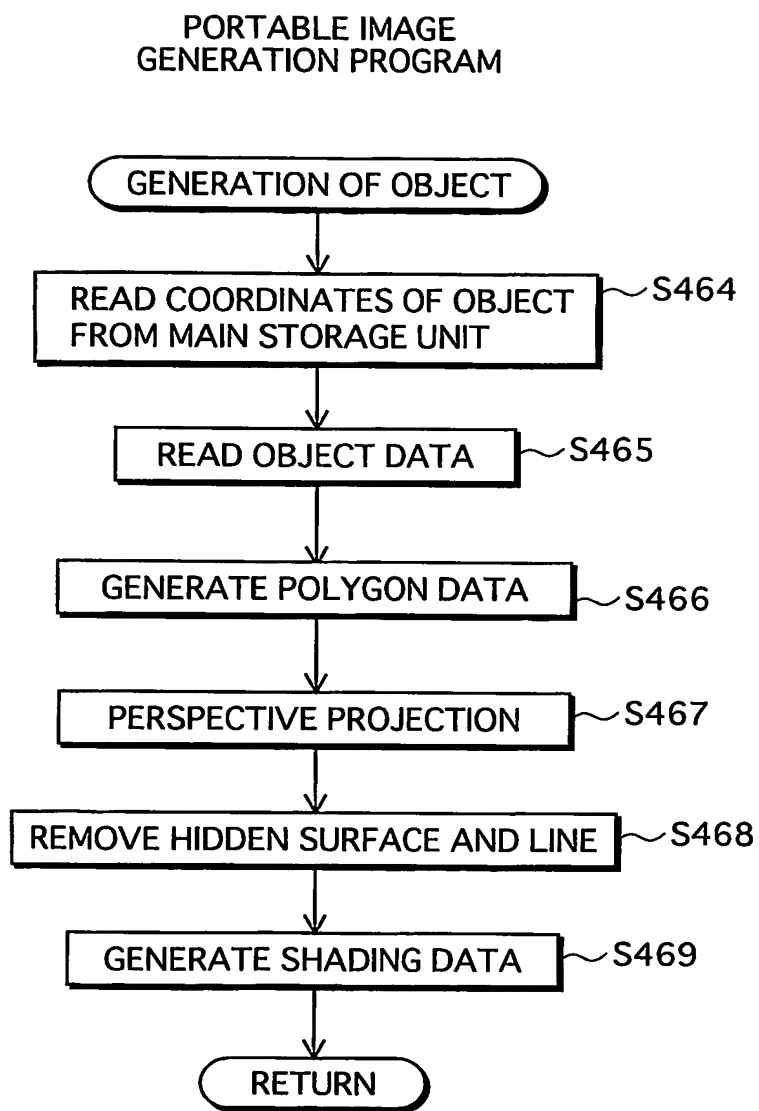 PORTABLE IMAGE
GENERATION PROGRAM
GENERATION OF OBJECT
READ COORDINATES OF OBJECT
FROM MAIN STORAGE UNIT
S464
READ OBJECT DATA
S465
GENERATE POLYGON DATA
S466
PERSPECTIVE PROJECTION
S467
REMOVE HIDDEN SURFACE AND LINE
S468
GENERATE SHADING DATA
S469
RETURN